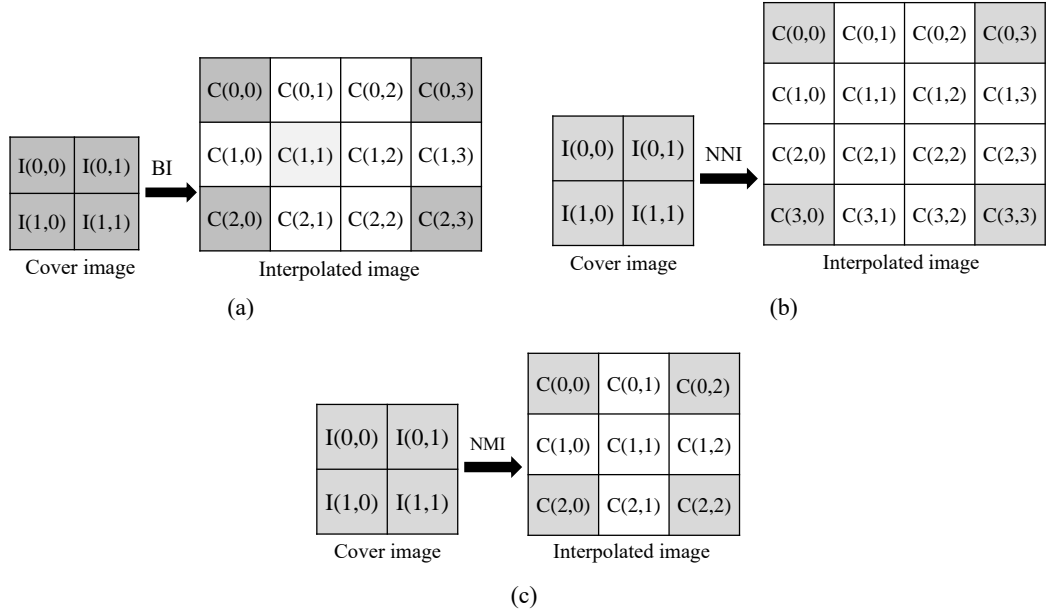 I(0,0) I(0,1)
I(1,0) I(1,1)
Cover image
BI
C(0,0) C(0,1) C(0,2) C(0,3)
C(1,0) C(1,1) C(1,2) C(1,3)
C(2,0) C(2,1) C(2,2) C(2,3)
Interpolated image
(a)
I(0,0) I(0,1)
I(1,0) I(1,1)
Cover image
NNI
C(0,0) C(0,1) C(0,2) C(0,3)
C(1,0) C(1,1) C(1,2) C(1,3)
C(2,0) C(2,1) C(2,2) C(2,3)
C(3,0) C(3,1) C(3,2) C(3,3)
Interpolated image
(b)
I(0,0) I(0,1)
I(1,0) I(1,1)
Cover image
NMI
C(0,0) C(0,1) C(0,2)
C(1,0) C(1,1) C(1,2)
C(2,0) C(2,1) C(2,2)
Interpolated image
(c)